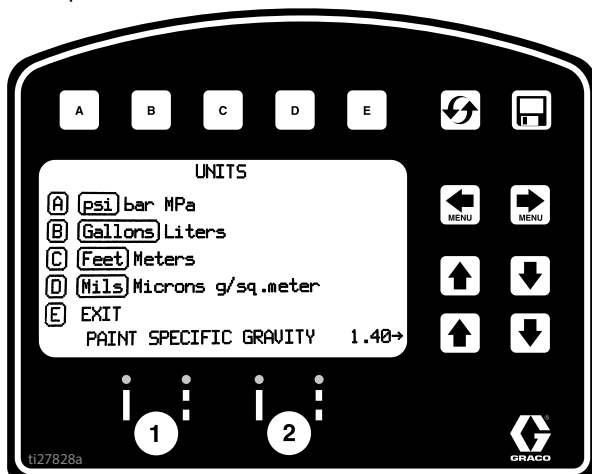 A B C D E
UNITS
A psi bar MPa
B Gallons Liters
C Feet Meters
D Mils Microns g/sq.meter
E EXIT
PAINT SPECIFIC GRAVITY 1.40→
MENU MENU
1 2
ti27828a
GRACO